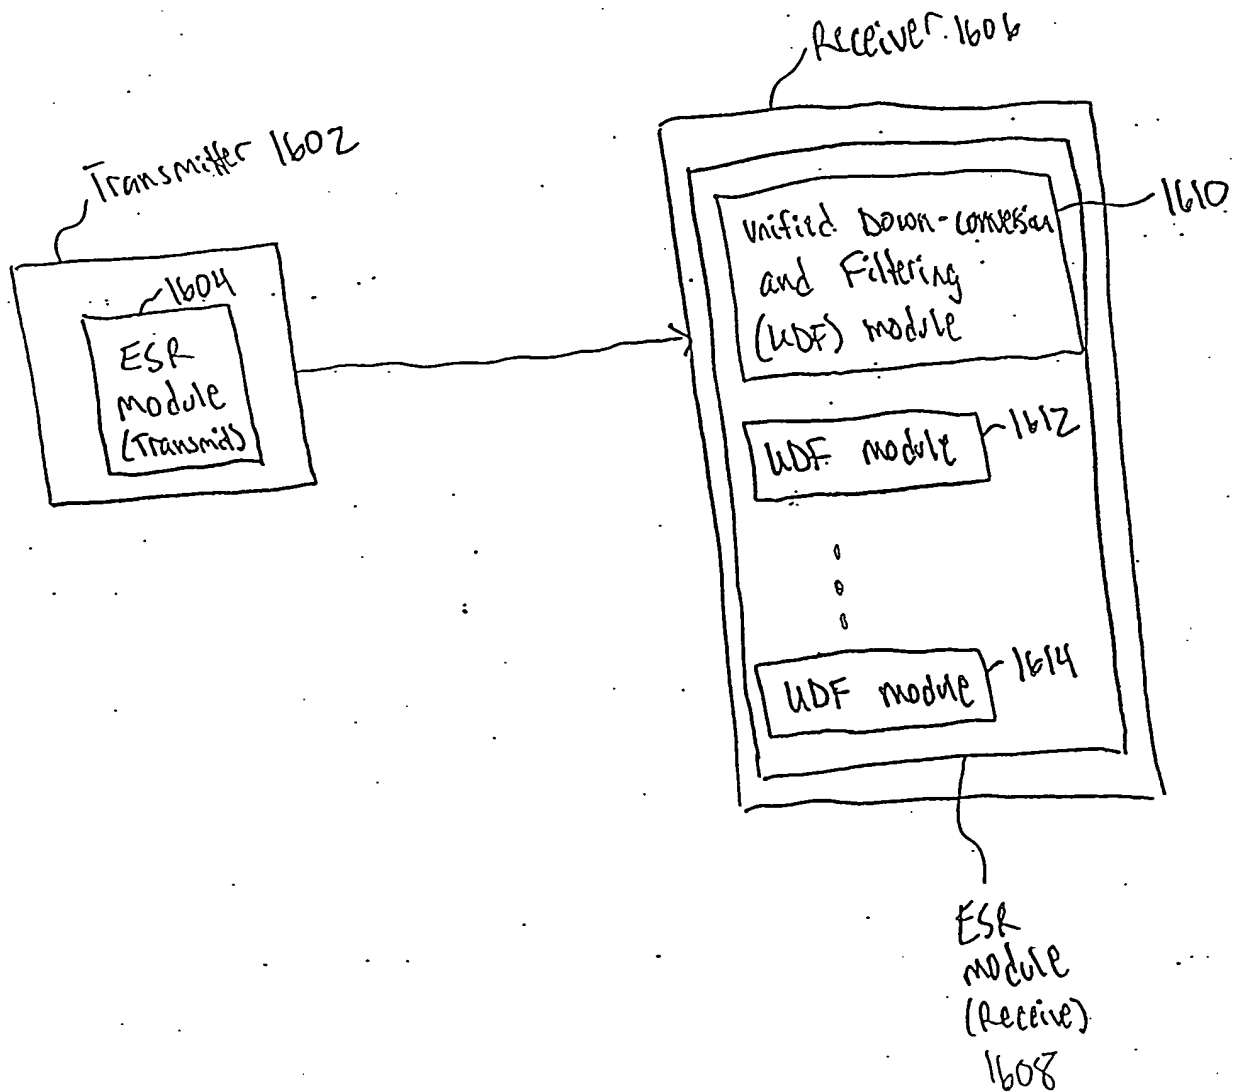 Receiver 1606
Transmitter 1602
1604
ESR
module
(Transmit)
1610
Unified Down-conversion
and Filtering
(UDF) module
1612
UDF module
1614
UDF module
ESR
module
(Receive)
1608